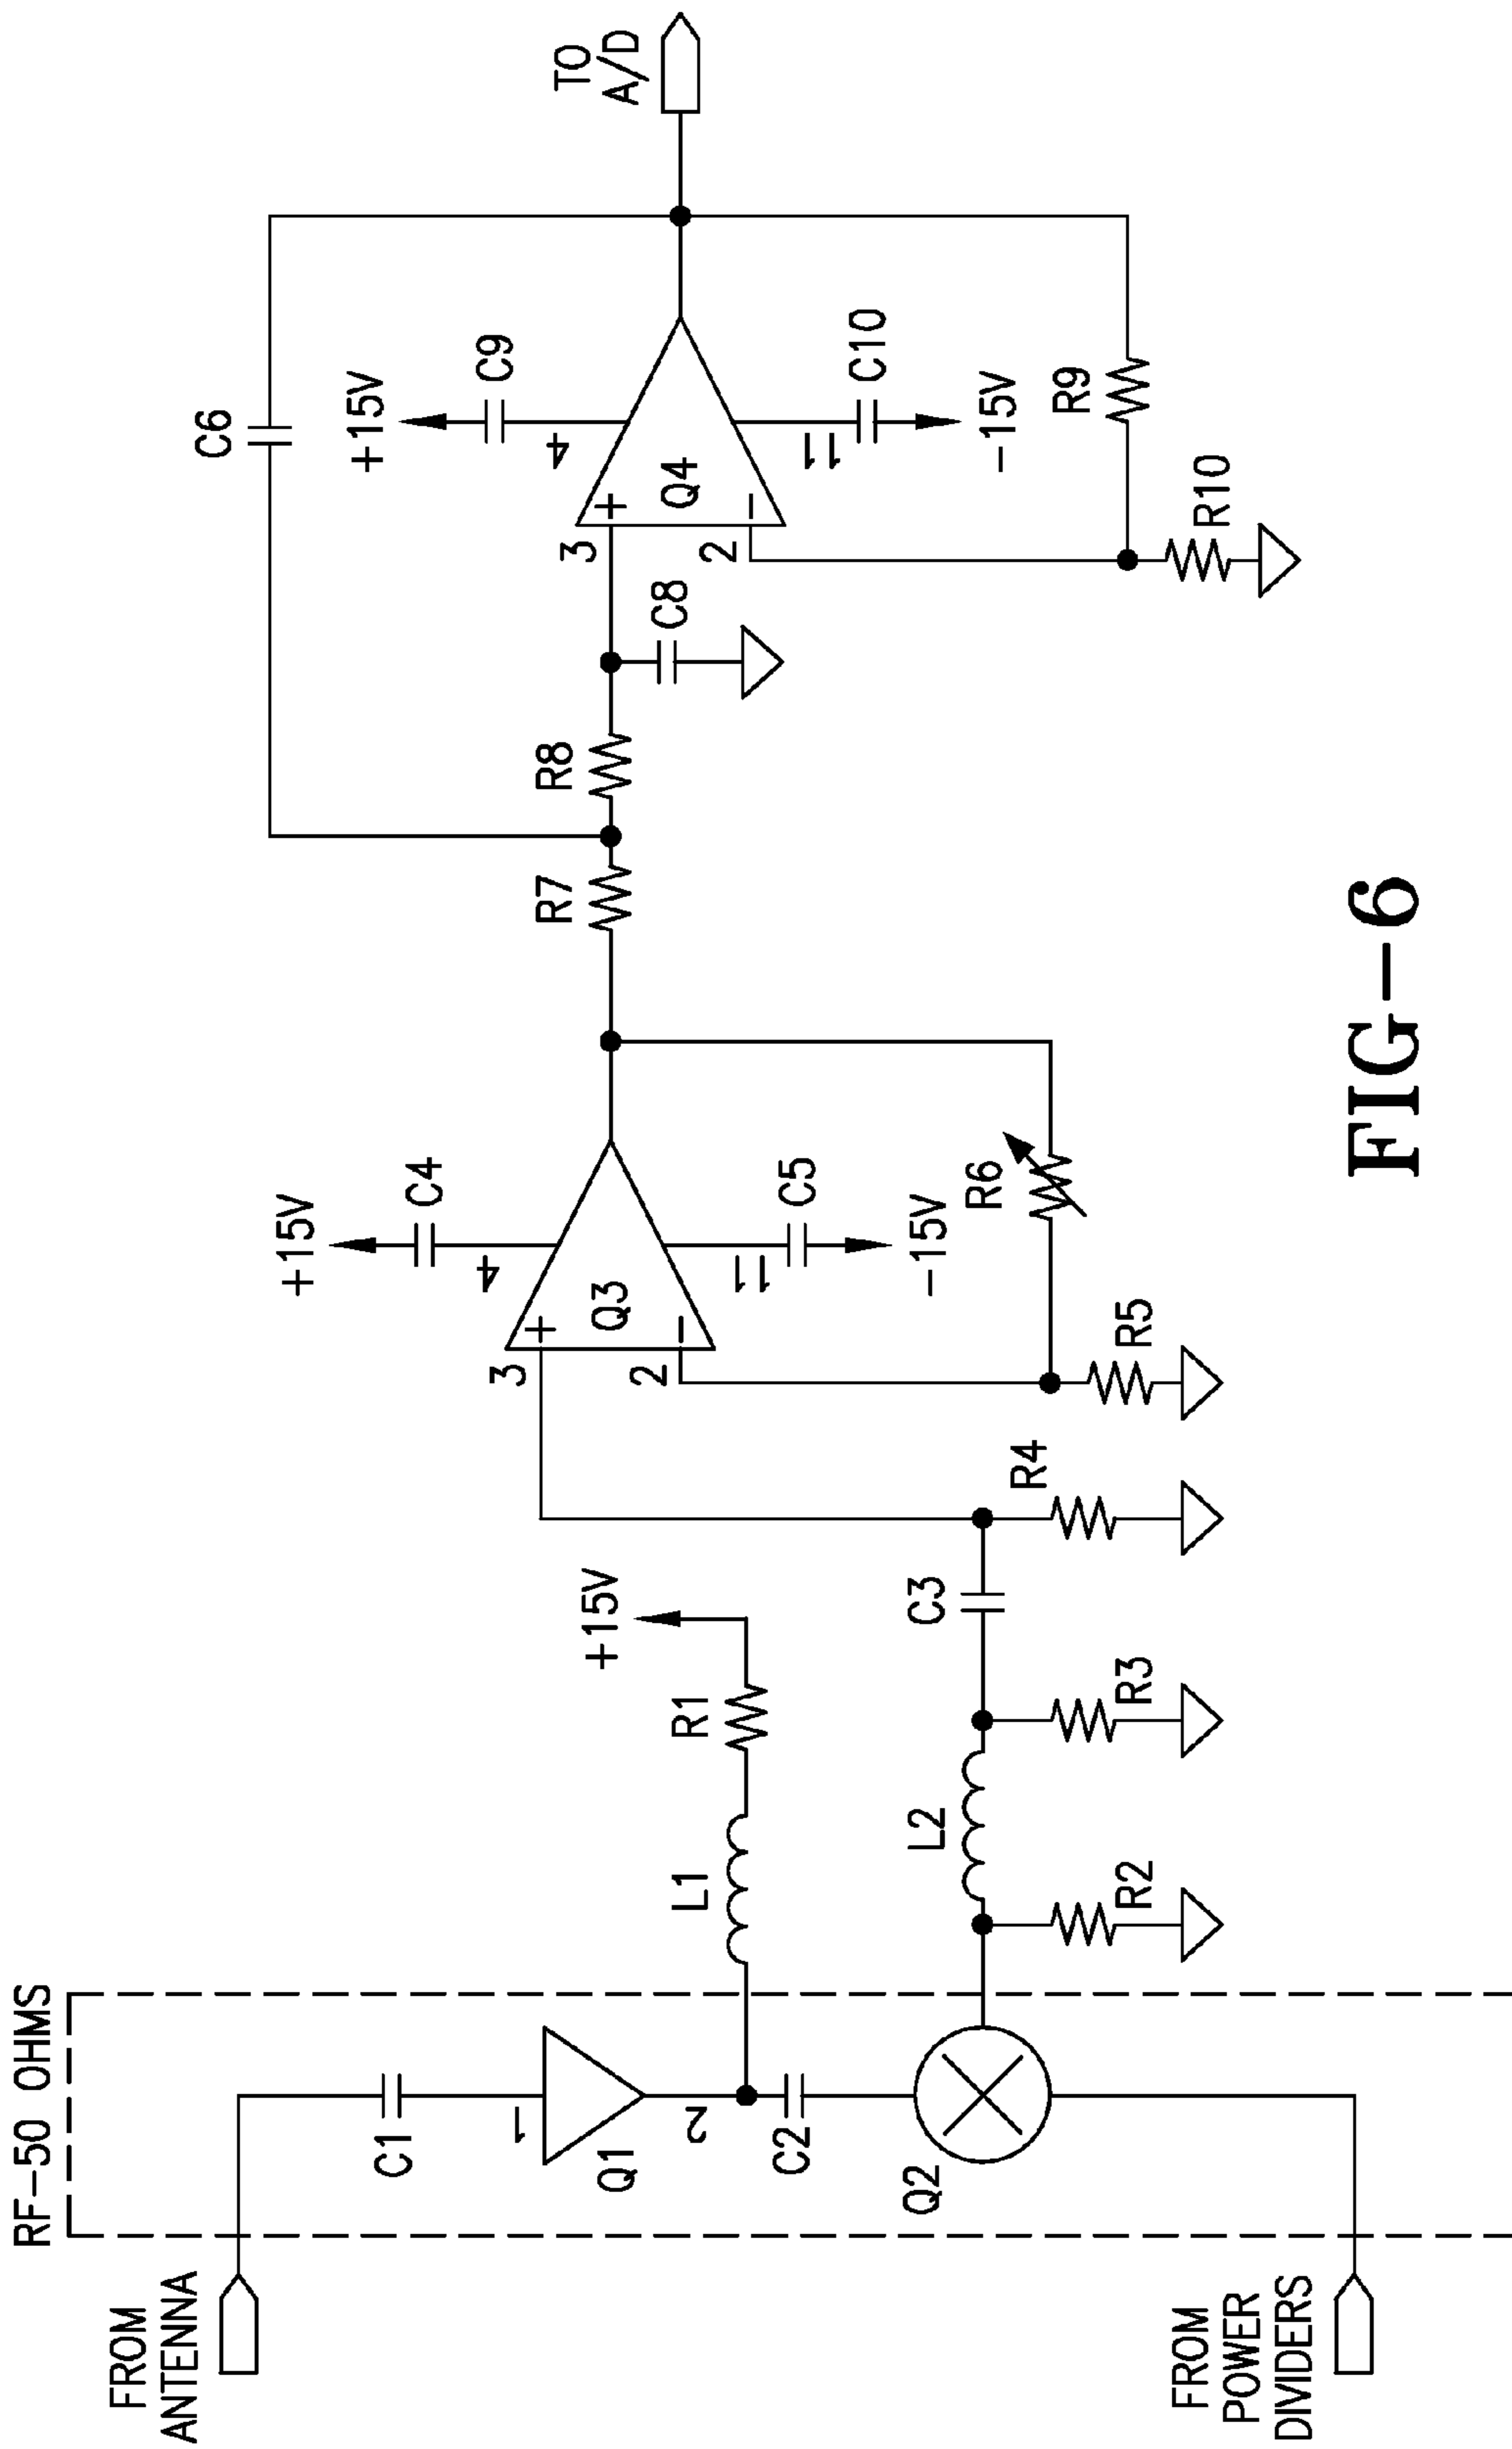 RF-50 OHMS
FROM
ANTENNA
C1
1
Q1
2
C2
Q2
FROM
POWER
DIVIDERS
L1
R1
+15V
L2
R2
R3
C3
R4
+15V
C4
4
3
+
Q3
2
−
11
C5
-15V
R6
R5
R7
R8
C6
C8
+15V
C9
4
3
+
Q4
2
−
11
C10
-15V
R9
R10
TO
A/D
FIG-6